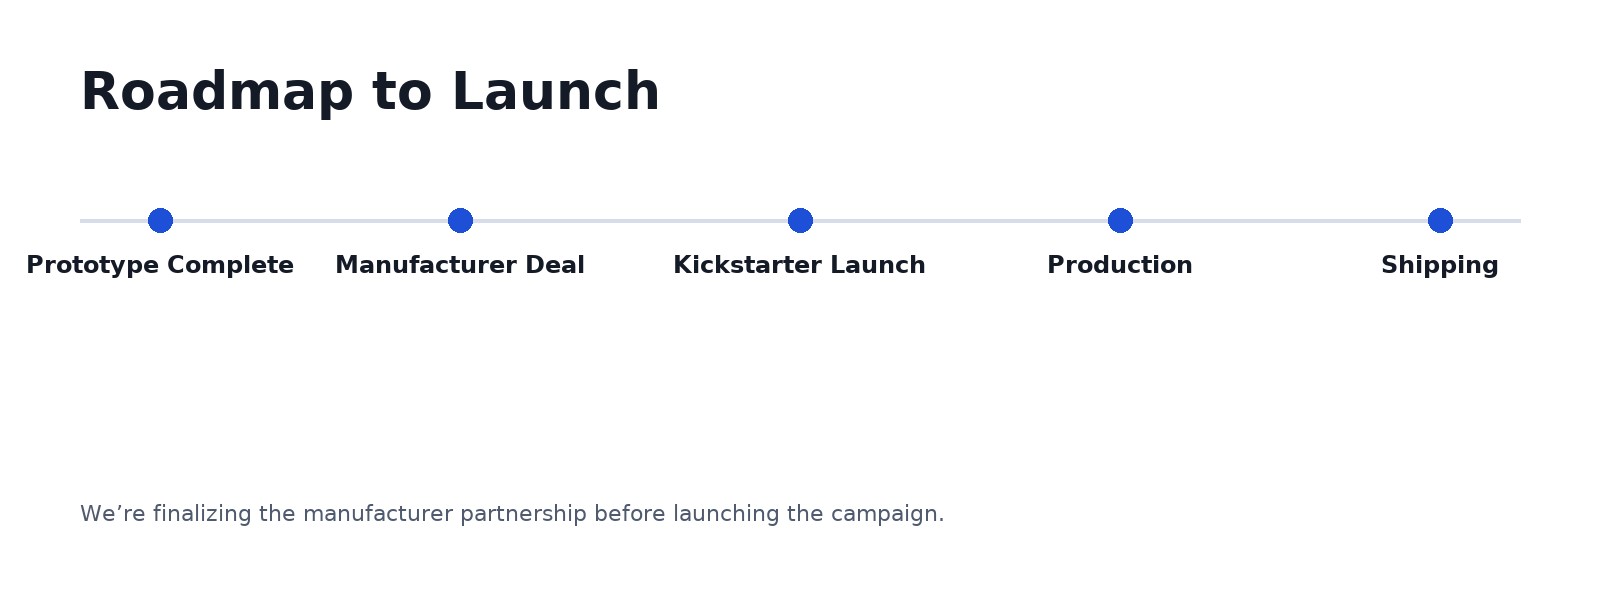 Roadmap to Launch
Prototype Complete Manufacturer Deal Kickstarter Launch Production Shipping
We’re finalizing the manufacturer partnership before launching the campaign.